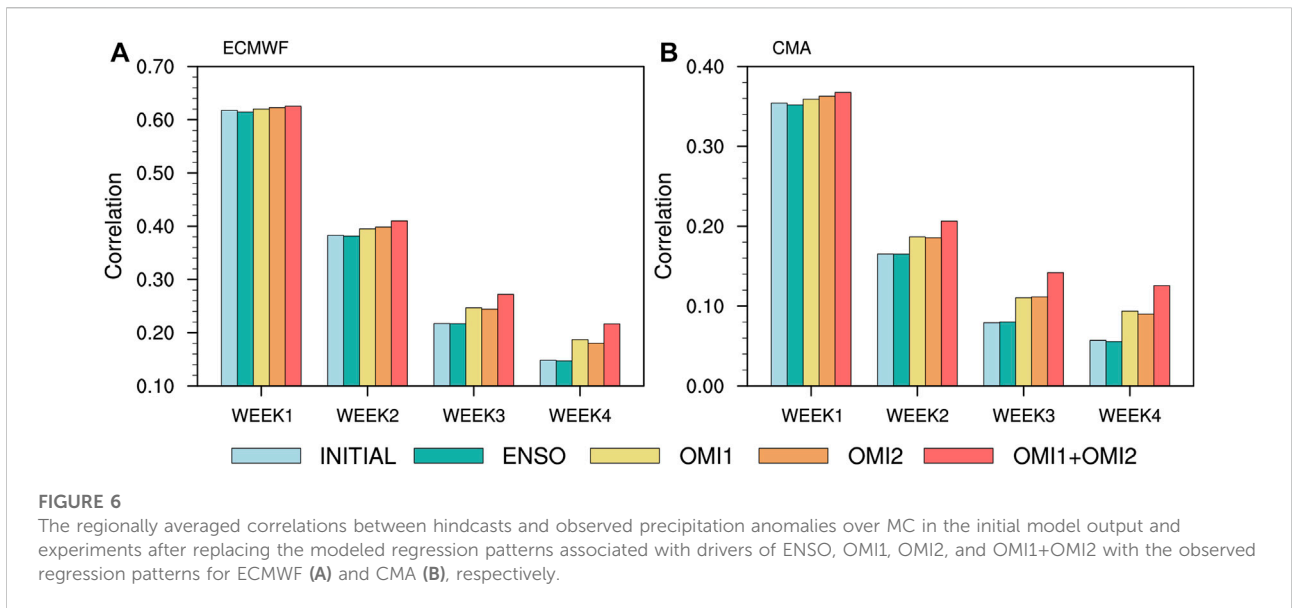 A
ECMWF
0.70
0.60
0.50
0.40
0.30
0.20
0.10
Correlation
WEEK1 WEEK2 WEEK3 WEEK4
B
CMA
0.40
0.30
0.20
0.10
0.00
Correlation
WEEK1 WEEK2 WEEK3 WEEK4
INITIAL ENSO OMI1 OMI2 OMI1+OMI2
FIGURE 6
The regionally averaged correlations between hindcasts and observed precipitation anomalies over MC in the initial model output and
experiments after replacing the modeled regression patterns associated with drivers of ENSO, OMI1, OMI2, and OMI1+OMI2 with the observed
regression patterns for ECMWF (A) and CMA (B), respectively.